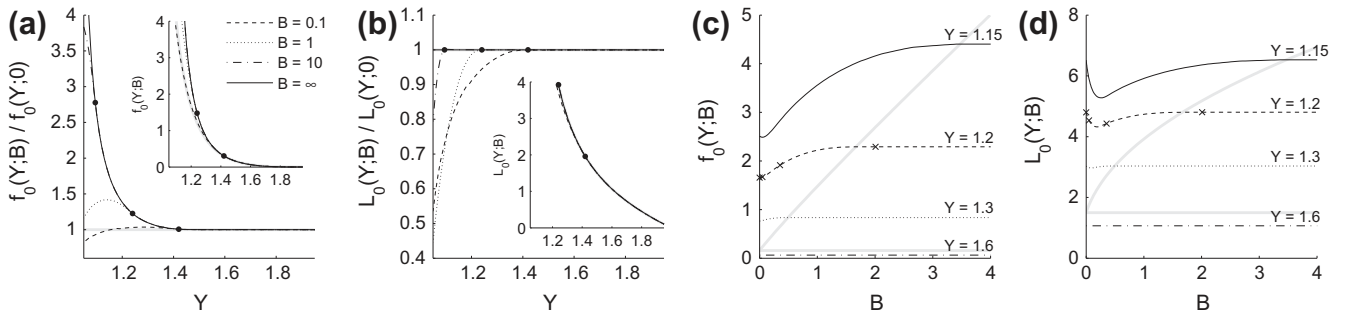 (a)
f₀(Y;B) / f₀(Y;0)
4
3.5
3
2.5
2
1.5
1
1.2 1.4 1.6 1.8
Y
B = 0.1
B = 1
B = 10
B = ∞
f₀(Y;B)
4
3
2
1
0
1.2 1.4 1.6 1.8
(b)
L₀(Y;B) / L₀(Y;0)
1.1
1
0.9
0.8
0.7
0.6
0.5
0.4
1.2 1.4 1.6 1.8
Y
L₀(Y;B)
4
3
2
1
0
1.2 1.4 1.6 1.8
(c)
f₀(Y;B)
5
4
3
2
1
0
0 1 2 3 4
B
Y = 1.15
Y = 1.2
Y = 1.3
Y = 1.6
(d)
L₀(Y;B)
8
6
4
2
0
0 1 2 3 4
B
Y = 1.15
Y = 1.2
Y = 1.3
Y = 1.6